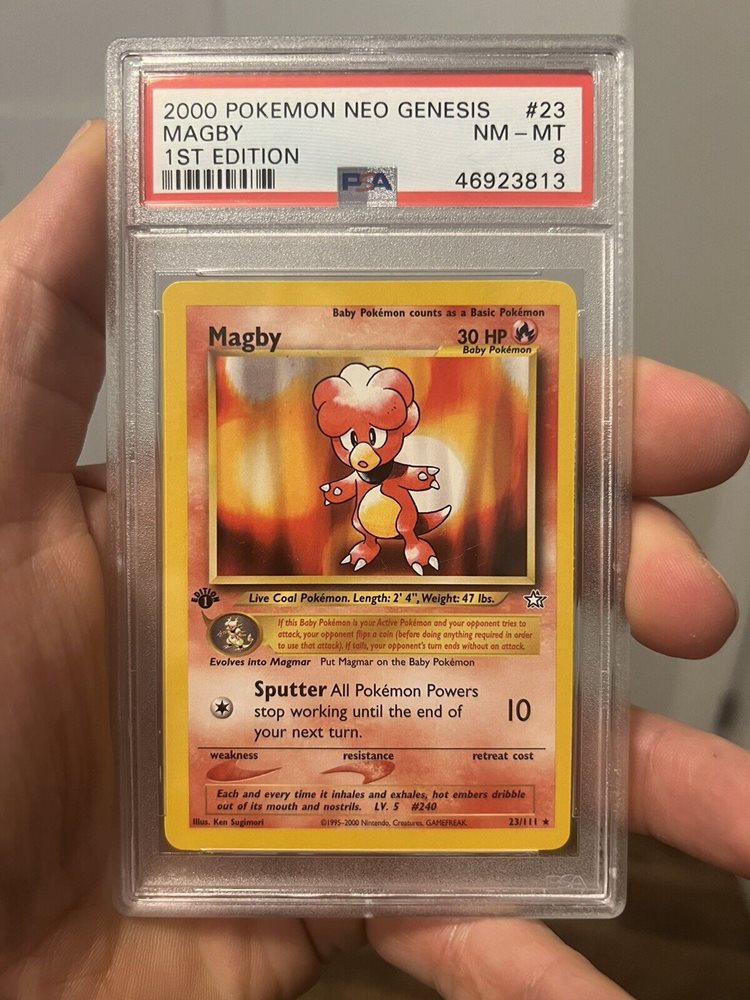 2000 POKEMON NEO GENESIS #23
MAGBY NM-MT
1ST EDITION 8
PSA 46923813
Baby Pokémon counts as a Basic Pokémon
Magby 30 HP
Baby Pokémon
EDITION
1
Live Coal Pokémon. Length: 2' 4", Weight: 47 lbs.
If this Baby Pokémon is your Active Pokémon and your opponent tries to
attack, your opponent flips a coin (before doing anything required in order
to use that attack). If tails, your opponent's turn ends without an attack.
Evolves into Magmar Put Magmar on the Baby Pokémon
Sputter All Pokémon Powers
stop working until the end of
your next turn.
10
weakness resistance retreat cost
Each and every time it inhales and exhales, hot embers dribble
out of its mouth and nostrils. LV. 5 #240
Illus. Ken Sugimori ©1995-2000 Nintendo, Creatures, GAMEFREAK. 23/111 ★
PSA